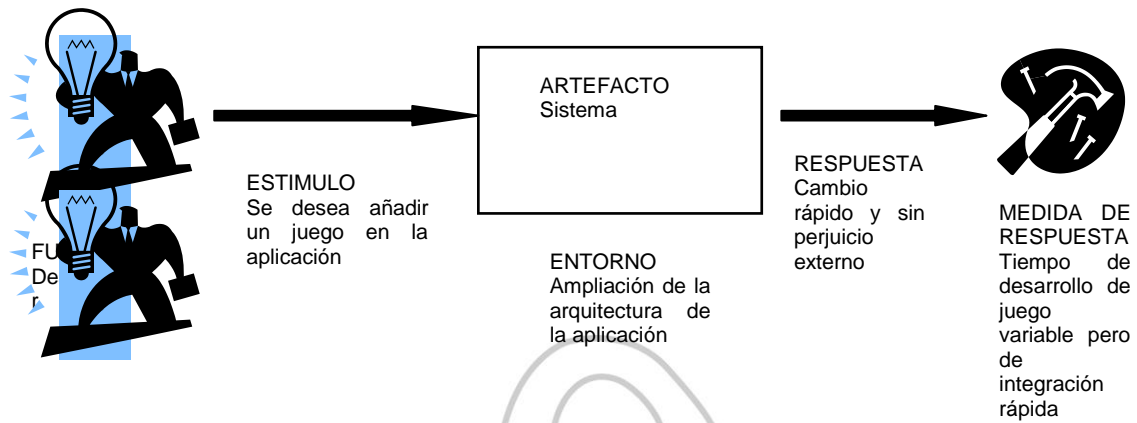 ARTEFACTO
Sistema
ESTIMULO
Se desea añadir
un juego en la
aplicación
RESPUESTA
Cambio
rápido y sin
perjuicio
externo
FU
De
r
ENTORNO
Ampliación de la
arquitectura de
la aplicación
MEDIDA DE
RESPUESTA
Tiempo de
desarrollo de
juego
variable pero
de
integración
rápida